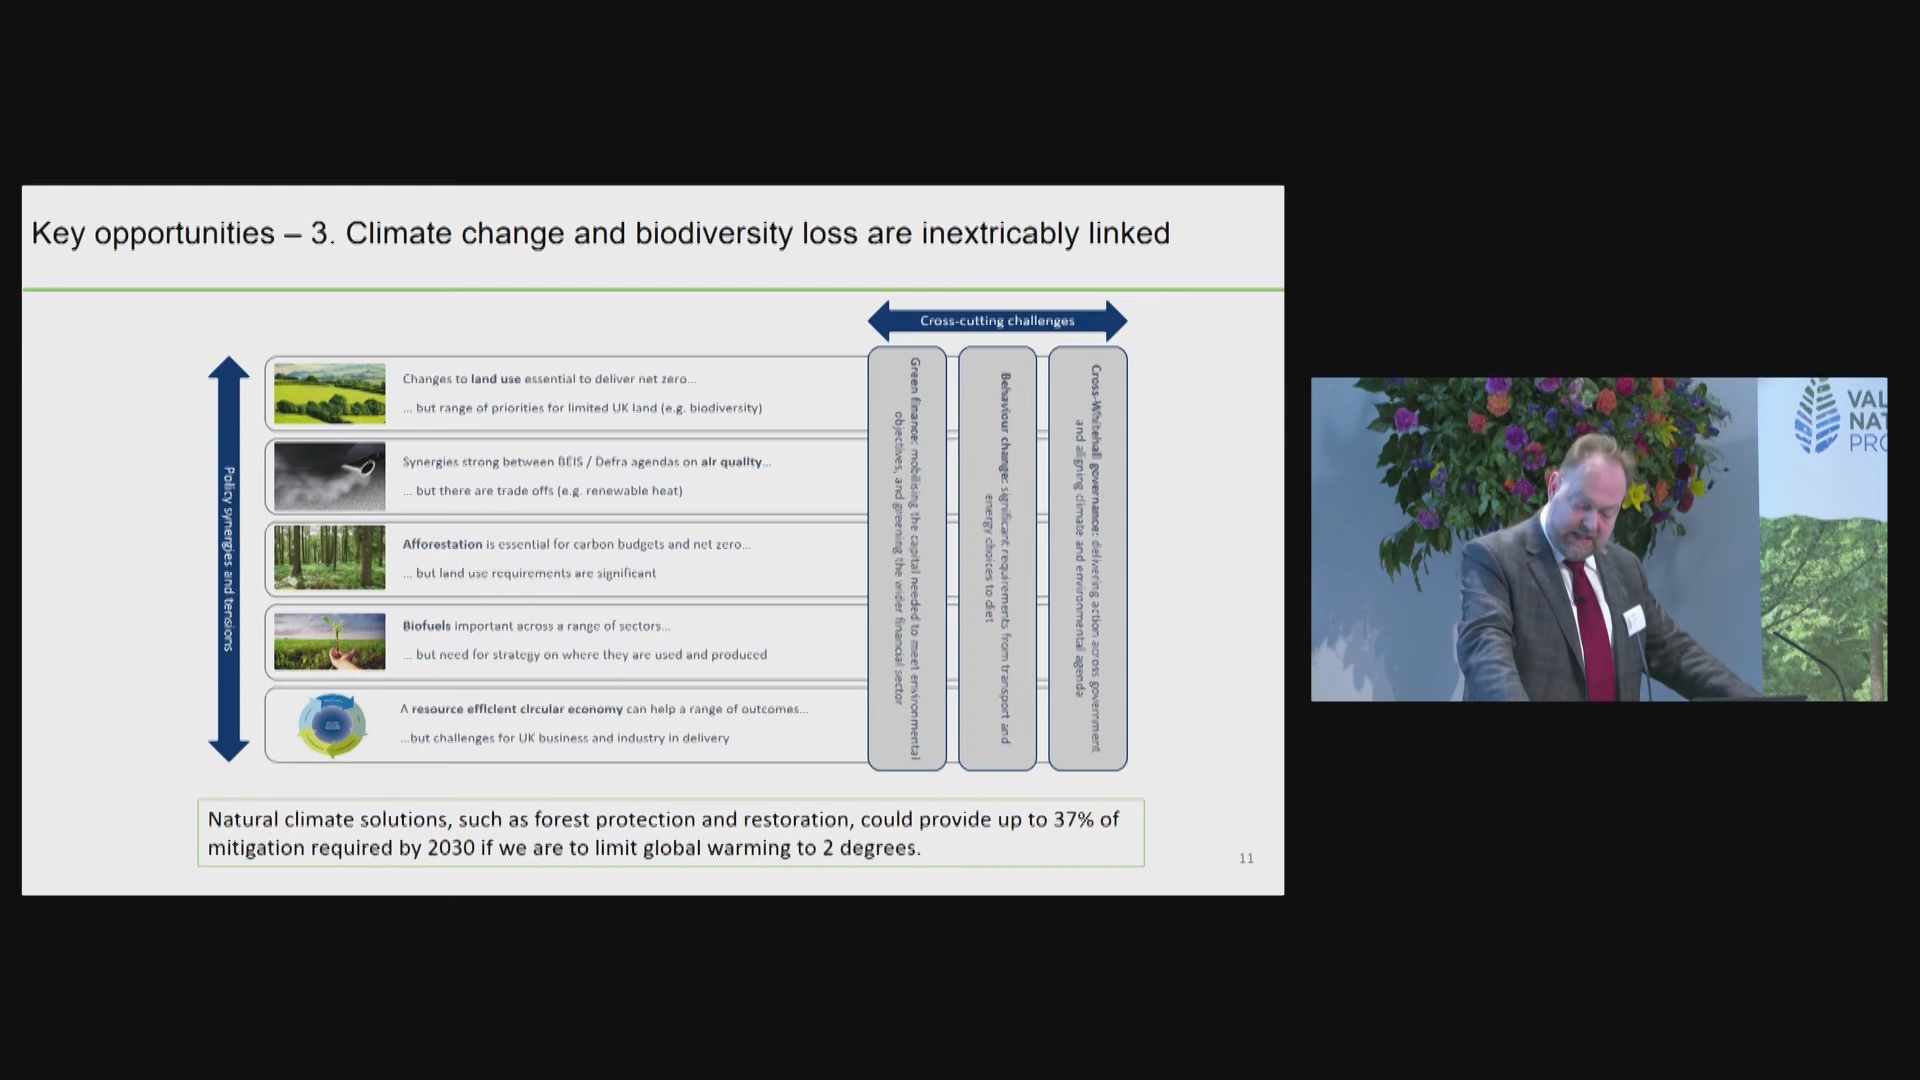 Key opportunities – 3. Climate change and biodiversity loss are inextricably linked
Cross-cutting challenges
Policy synergies and tensions
Changes to land use essential to deliver net zero...
... but range of priorities for limited UK land (e.g. biodiversity)
Synergies strong between BEIS / Defra agendas on air quality...
... but there are trade offs (e.g. renewable heat)
Afforestation is essential for carbon budgets and net zero...
... but land use requirements are significant
Biofuels important across a range of sectors...
... but need for strategy on where they are used and produced
A resource efficient circular economy can help a range of outcomes...
...but challenges for UK business and industry in delivery
Green finance: mobilising the capital needed to meet environmental
objectives, and greening the wider financial sector
Behaviour change: significant requirements from transport and
energy choices to diet
Cross-Whitehall governance: delivering action across government
and aligning climate and environmental agenda
Natural climate solutions, such as forest protection and restoration, could provide up to 37% of
mitigation required by 2030 if we are to limit global warming to 2 degrees.
11
VAL
NAT
PRO